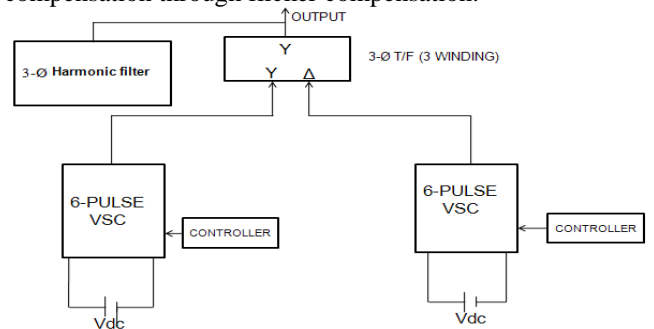 compensation through filcher compensation.
OUTPUT
Y
3-Ø Harmonic filter
3-Ø T/F (3 WINDING)
Y Δ
6-PULSE
VSC
6-PULSE
VSC
CONTROLLER
CONTROLLER
Vdc
Vdc